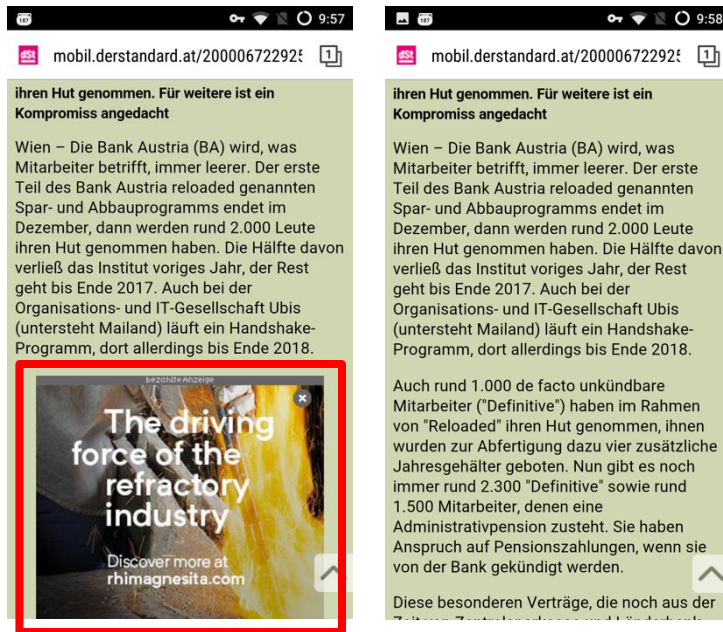 187
9:57
dSt mobil.derstandard.at/200006722925 1
ihren Hut genommen. Für weitere ist ein
Kompromiss angedacht
Wien – Die Bank Austria (BA) wird, was
Mitarbeiter betrifft, immer leerer. Der erste
Teil des Bank Austria reloaded genannten
Spar- und Abbauprogramms endet im
Dezember, dann werden rund 2.000 Leute
ihren Hut genommen haben. Die Hälfte davon
verließ das Institut voriges Jahr, der Rest
geht bis Ende 2017. Auch bei der
Organisations- und IT-Gesellschaft Ubis
(untersteht Mailand) läuft ein Handshake-
Programm, dort allerdings bis Ende 2018.
bezahlte Anzeige
The driving
force of the
refractory
industry
Discover more at
rhimagnesita.com
187
9:58
dSt mobil.derstandard.at/200006722925 1
ihren Hut genommen. Für weitere ist ein
Kompromiss angedacht
Wien – Die Bank Austria (BA) wird, was
Mitarbeiter betrifft, immer leerer. Der erste
Teil des Bank Austria reloaded genannten
Spar- und Abbauprogramms endet im
Dezember, dann werden rund 2.000 Leute
ihren Hut genommen haben. Die Hälfte davon
verließ das Institut voriges Jahr, der Rest
geht bis Ende 2017. Auch bei der
Organisations- und IT-Gesellschaft Ubis
(untersteht Mailand) läuft ein Handshake-
Programm, dort allerdings bis Ende 2018.
Auch rund 1.000 de facto unkündbare
Mitarbeiter ("Definitive") haben im Rahmen
von "Reloaded" ihren Hut genommen, ihnen
wurden zur Abfertigung dazu vier zusätzliche
Jahresgehälter geboten. Nun gibt es noch
immer rund 2.300 "Definitive" sowie rund
1.500 Mitarbeiter, denen eine
Administrativpension zusteht. Sie haben
Anspruch auf Pensionszahlungen, wenn sie
von der Bank gekündigt werden.
Diese besonderen Verträge, die noch aus der